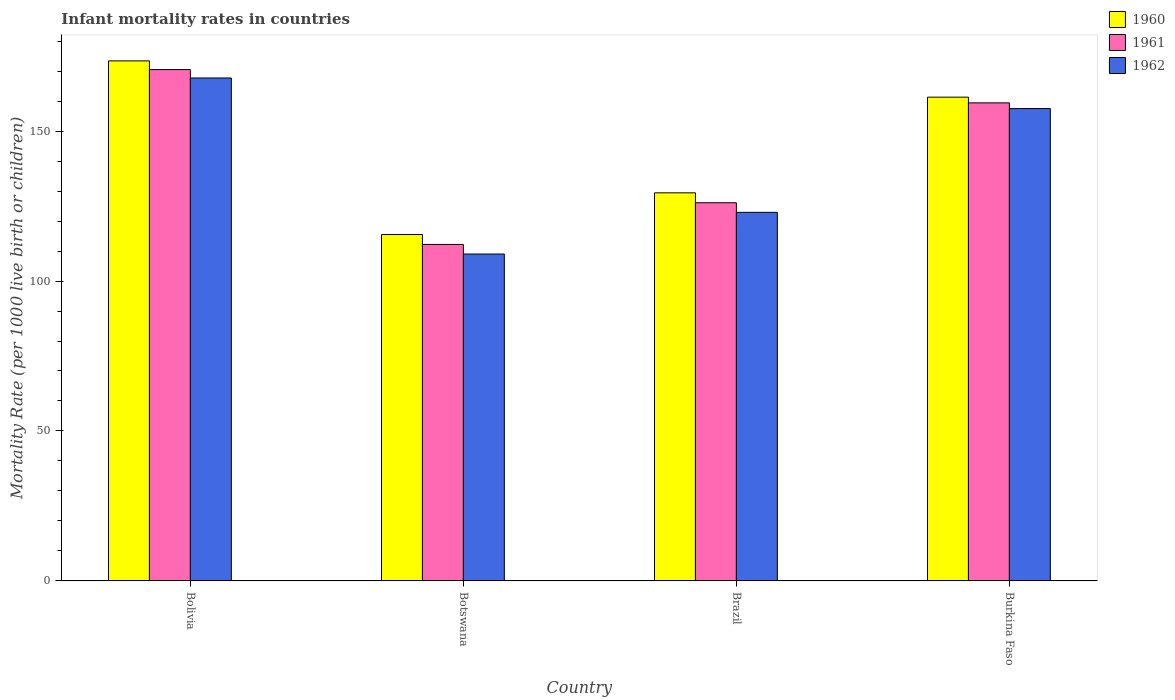 Infant mortality rates in countries
1960
1961
1962
Mortality Rate (per 1000 live birth or children)
150
100
50
0
Bolivia
Botswana
Brazil
Burkina Faso
Country